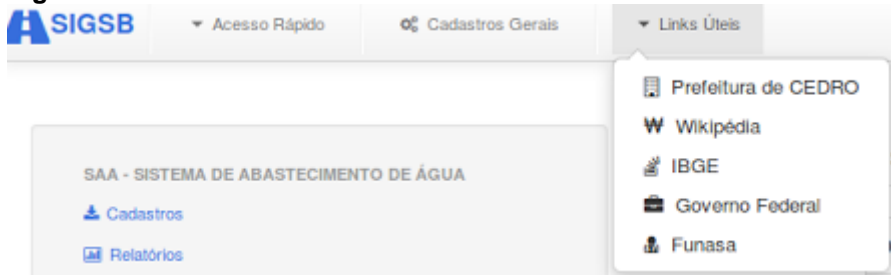 SIGSB Acesso Rápido Cadastros Gerais Links Úteis
Prefeitura de CEDRO
Wikipédia
IBGE
Governo Federal
Funasa
SAA - SISTEMA DE ABASTECIMENTO DE ÁGUA
Cadastros
Relatórios